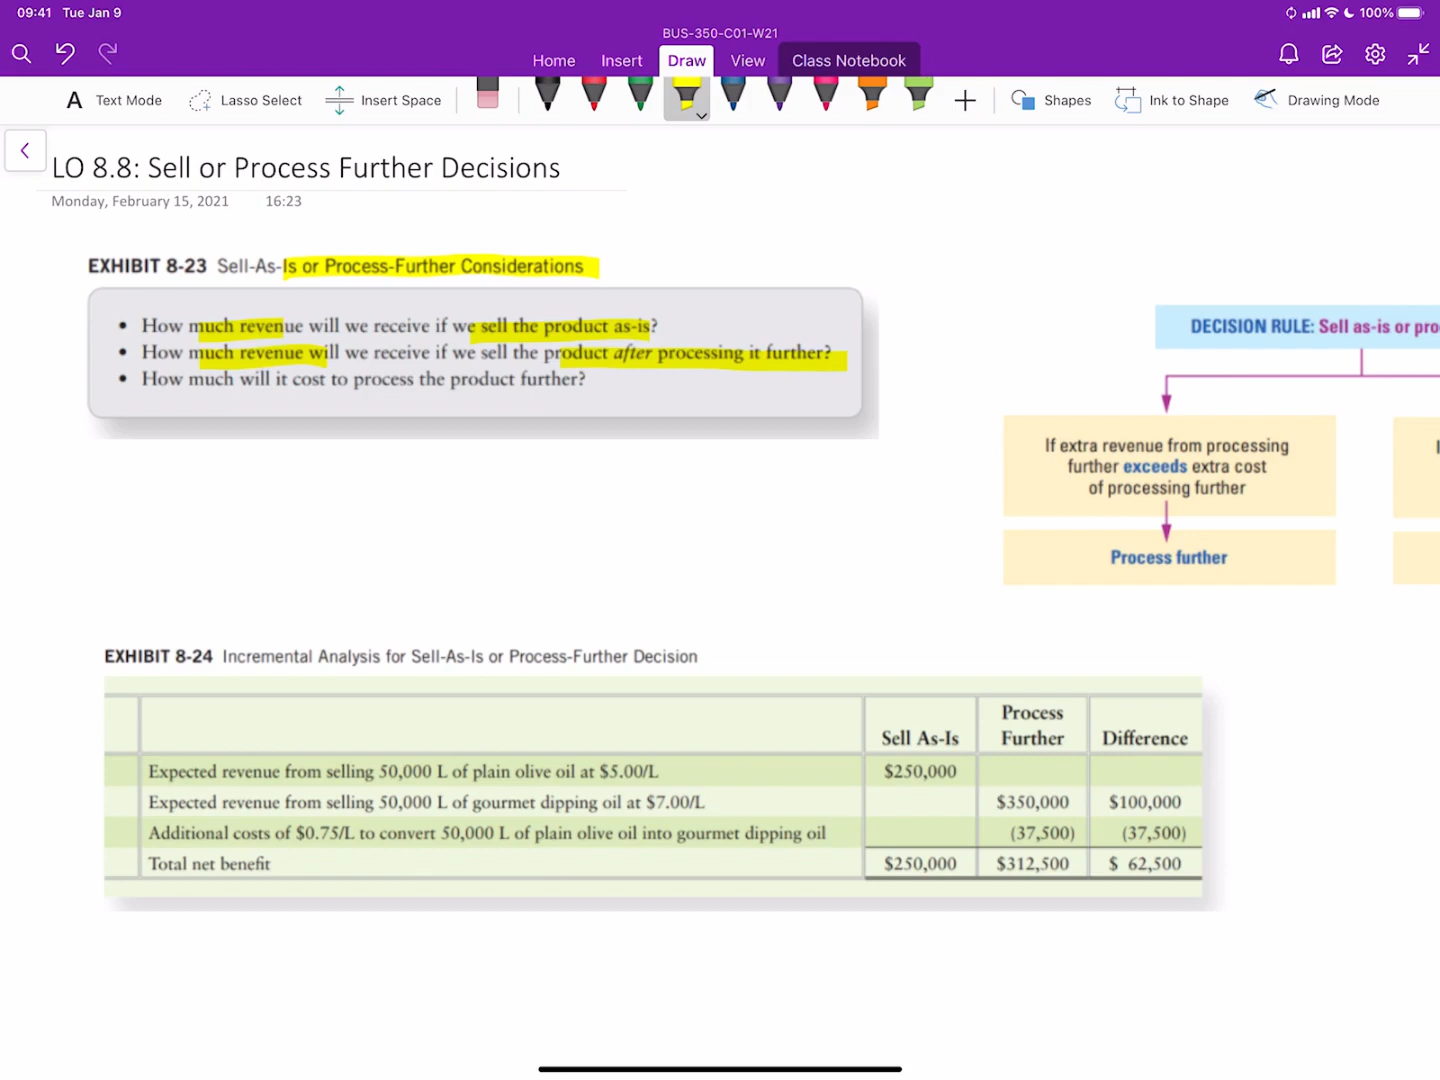 09:41 Tue Jan 9
100%
BUS-350-C01-W21
Home Insert Draw View Class Notebook
A Text Mode Lasso Select Insert Space Shapes Ink to Shape Drawing Mode
LO 8.8: Sell or Process Further Decisions
Monday, February 15, 2021 16:23
EXHIBIT 8-23 Sell-As-Is or Process-Further Considerations
• How much revenue will we receive if we sell the product as-is?
• How much revenue will we receive if we sell the product after processing it further?
• How much will it cost to process the product further?
DECISION RULE: Sell as-is or pro
If extra revenue from processing
further exceeds extra cost
of processing further
Process further
EXHIBIT 8-24 Incremental Analysis for Sell-As-Is or Process-Further Decision
Sell As-Is Process Further Difference
Expected revenue from selling 50,000 L of plain olive oil at $5.00/L $250,000
Expected revenue from selling 50,000 L of gourmet dipping oil at $7.00/L $350,000 $100,000
Additional costs of $0.75/L to convert 50,000 L of plain olive oil into gourmet dipping oil (37,500) (37,500)
Total net benefit $250,000 $312,500 $ 62,500